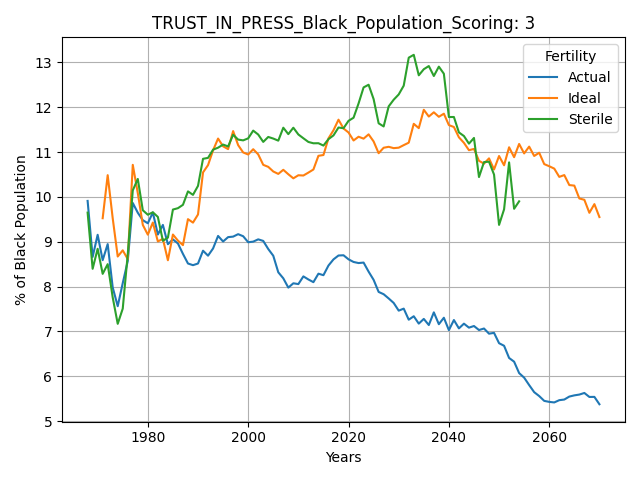 TRUST_IN_PRESS_Black_Population_Scoring: 3
Fertility
Actual
Ideal
Sterile
% of Black Population
13
12
11
10
9
8
7
6
5
1980
2000
2020
2040
2060
Years